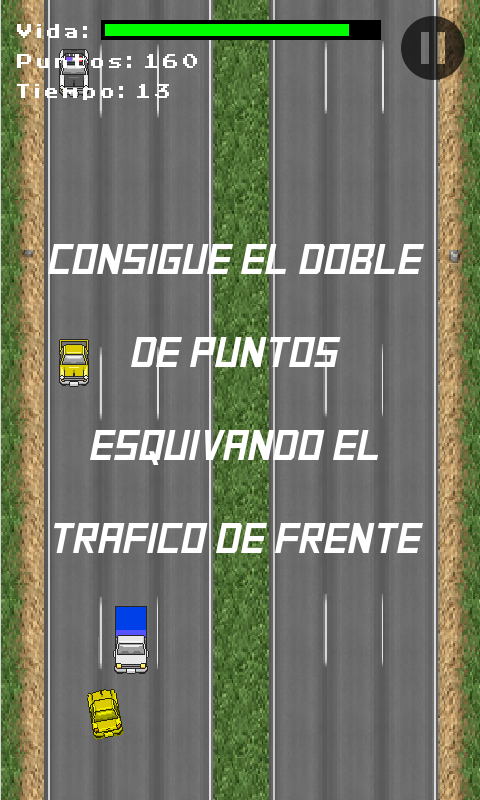 Vida:
Puntos: 160
Tiempo: 13
CONSIGUE EL DOBLE
DE PUNTOS
ESQUIVANDO EL
TRAFICO DE FRENTE